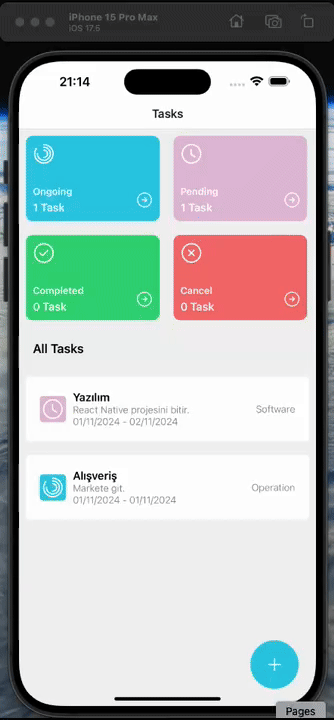 iPhone 15 Pro Max
iOS 17.5
21:14
Tasks
Ongoing
1 Task
Pending
1 Task
Completed
0 Task
Cancel
0 Task
All Tasks
Yazılım
React Native projesini bitir.
01/11/2024 - 02/11/2024
Software
Alışveriş
Markete git.
01/11/2024 - 01/11/2024
Operation
Pages